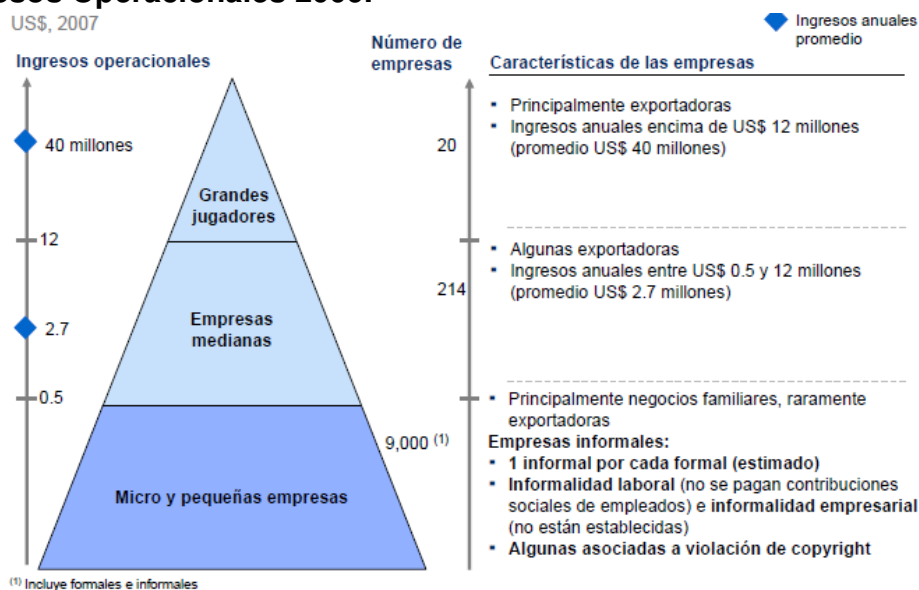 Operacionales
US$, 2007
Ingresos anuales
promedio
Ingresos operacionales
Número de
empresas
Características de las empresas
40 millones
12
2.7
0.5
Grandes
jugadores
Empresas
medianas
Micro y pequeñas empresas
20
214
9,000 (1)
▪ Principalmente exportadoras
▪ Ingresos anuales encima de US$ 12 millones
(promedio US$ 40 millones)
▪ Algunas exportadoras
▪ Ingresos anuales entre US$ 0.5 y 12 millones
(promedio US$ 2.7 millones)
▪ Principalmente negocios familiares, raramente
exportadoras
Empresas informales:
▪ 1 informal por cada formal (estimado)
▪ Informalidad laboral (no se pagan contribuciones
sociales de empleados) e informalidad empresarial
(no están establecidas)
▪ Algunas asociadas a violación de copyright
(1) Incluye formales e informales